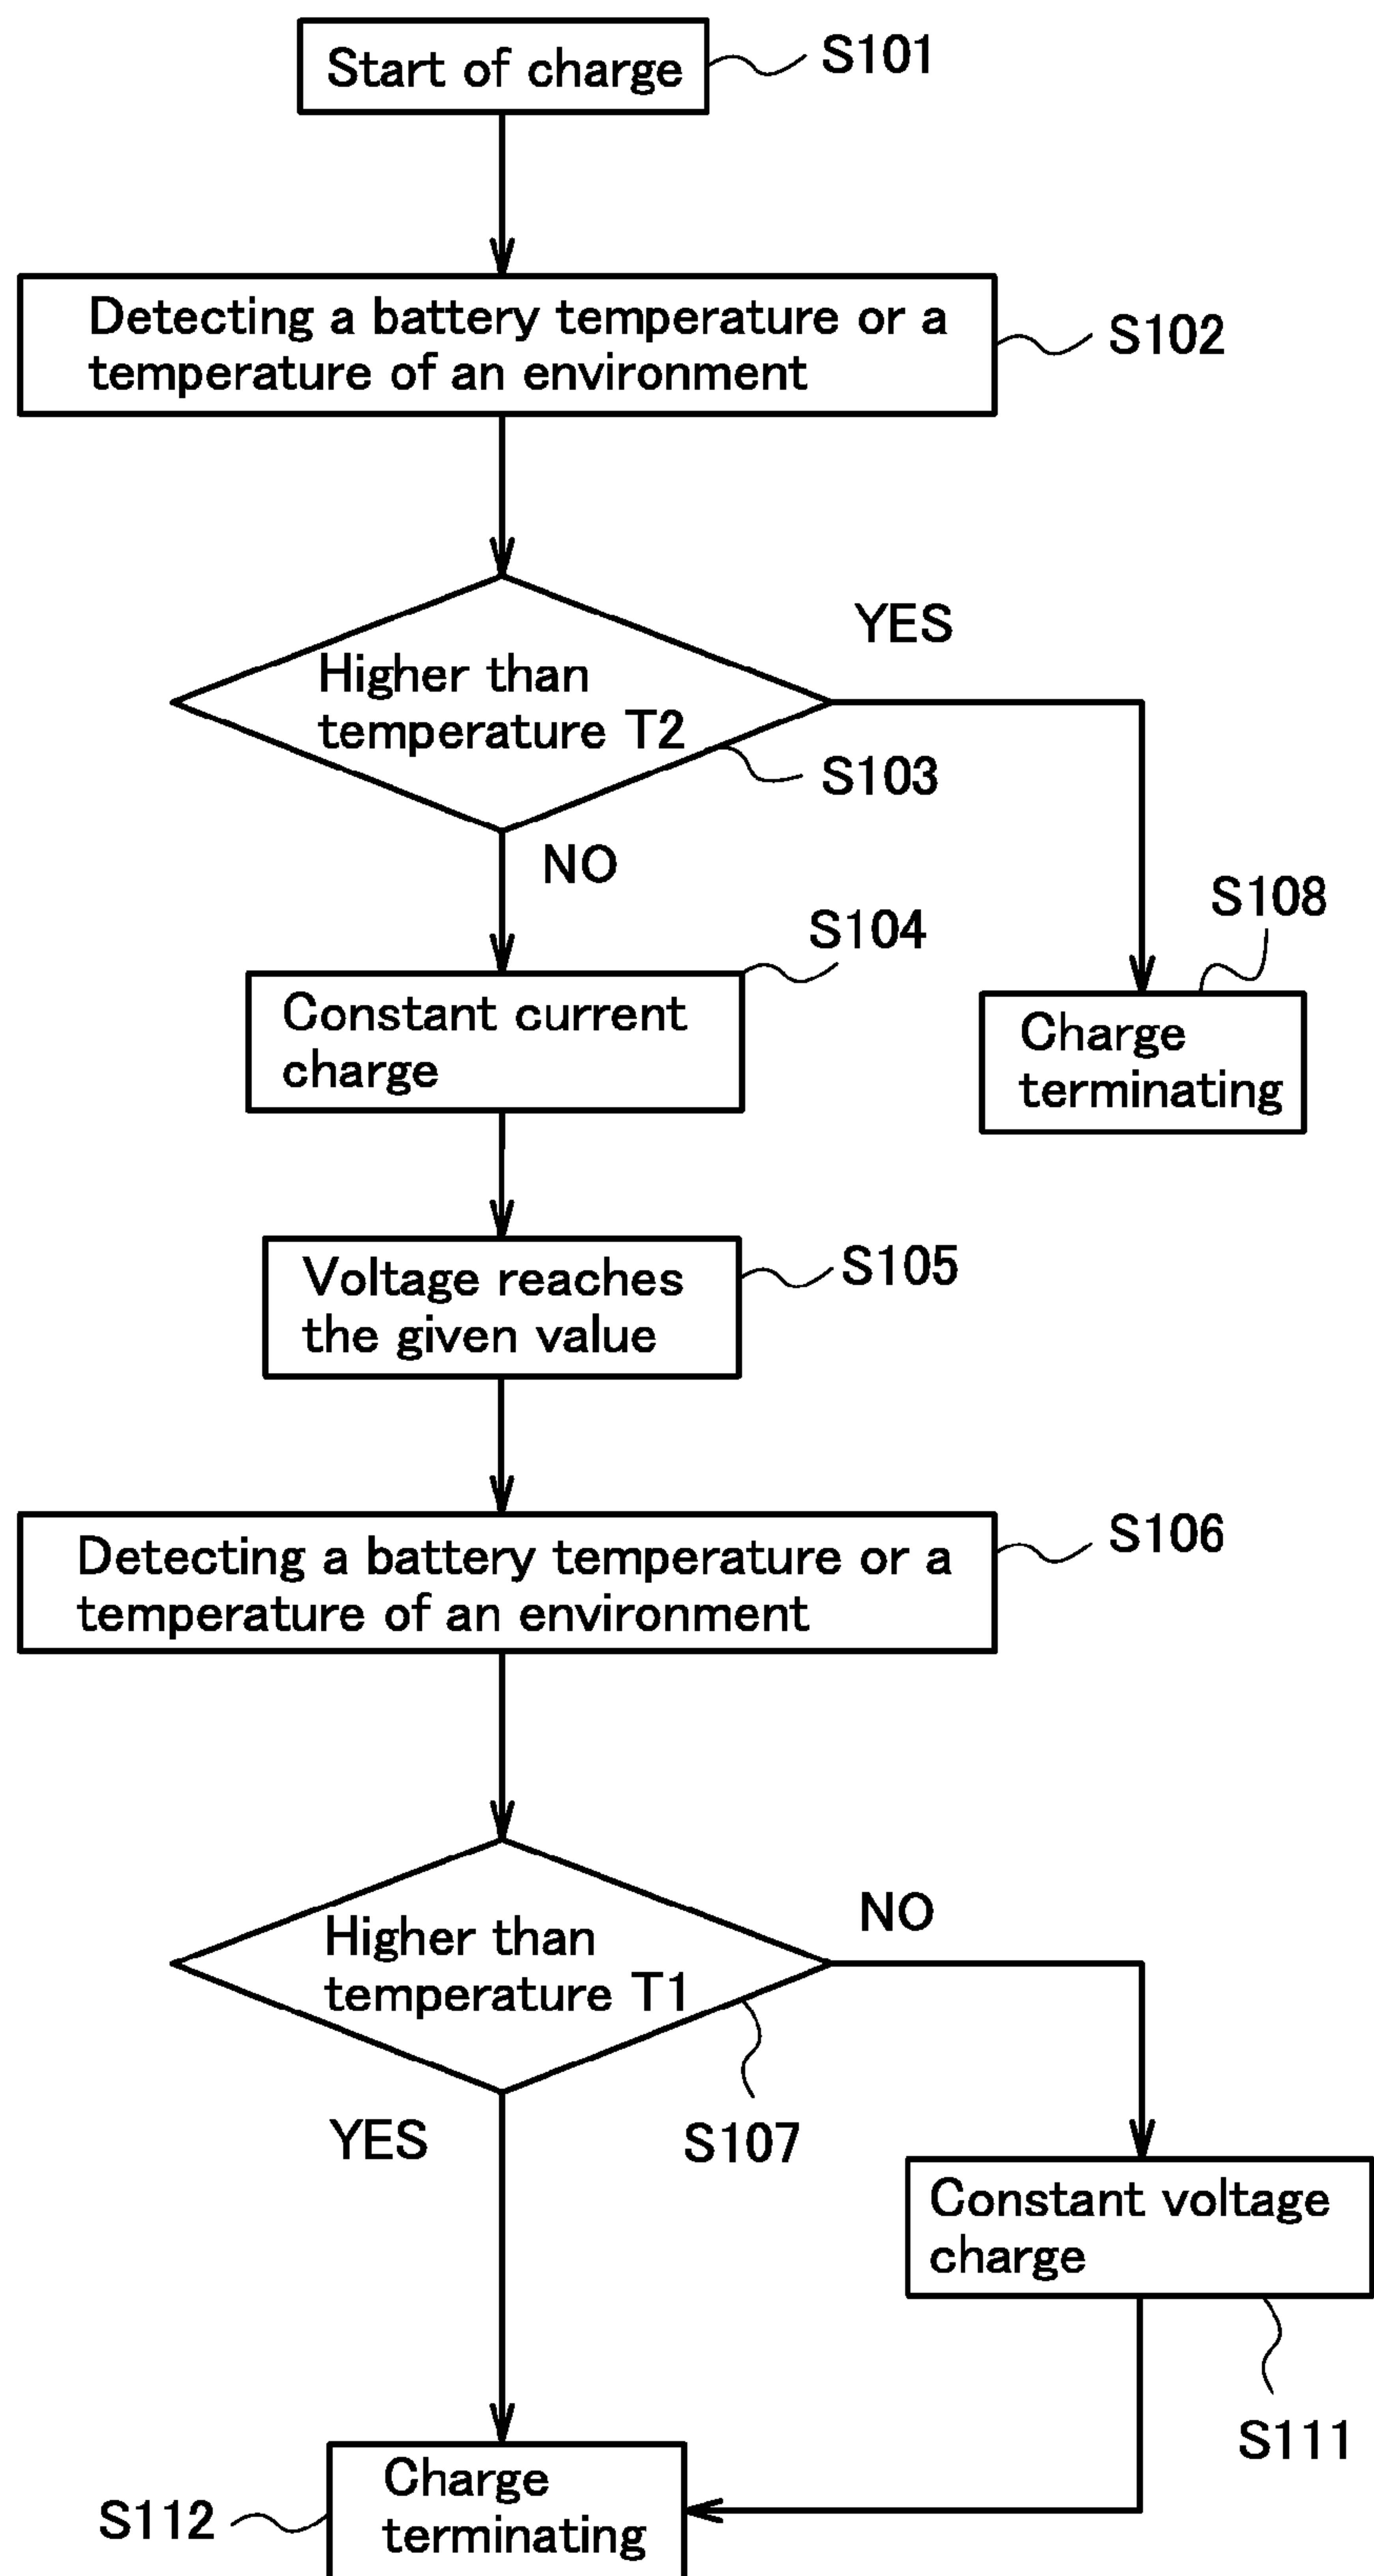 Start of charge
S101
Detecting a battery temperature or a
temperature of an environment
S102
YES
Higher than
temperature T2
S103
NO
S108
S104
Constant current
charge
Charge
terminating
Voltage reaches
the given value
S105
Detecting a battery temperature or a
temperature of an environment
S106
NO
Higher than
temperature T1
YES
S107
Constant voltage
charge
S111
Charge
terminating
S112